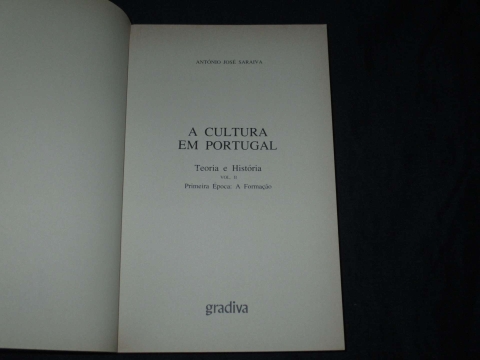 ANTÓNIO JOSÉ SARAIVA
A CULTURA
EM PORTUGAL
Teoria e História
VOL. II
Primeira Época: A Formação
gradiva